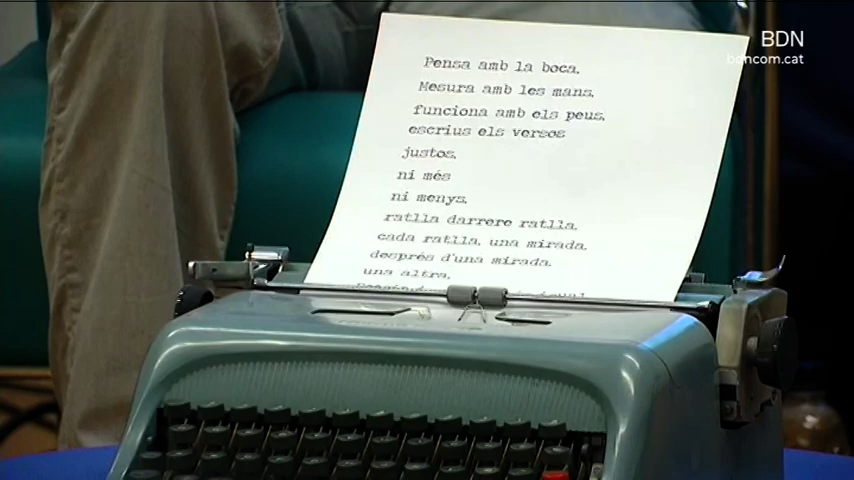 BDN
bdncom.cat
Pensa amb la boca.
Mesura amb les mans.
funciona amb els peus.
escrius els versos
justos.
ni més
ni menys.
ratlla darrere ratlla.
cada ratlla, una mirada.
després d'una mirada.
una altra.